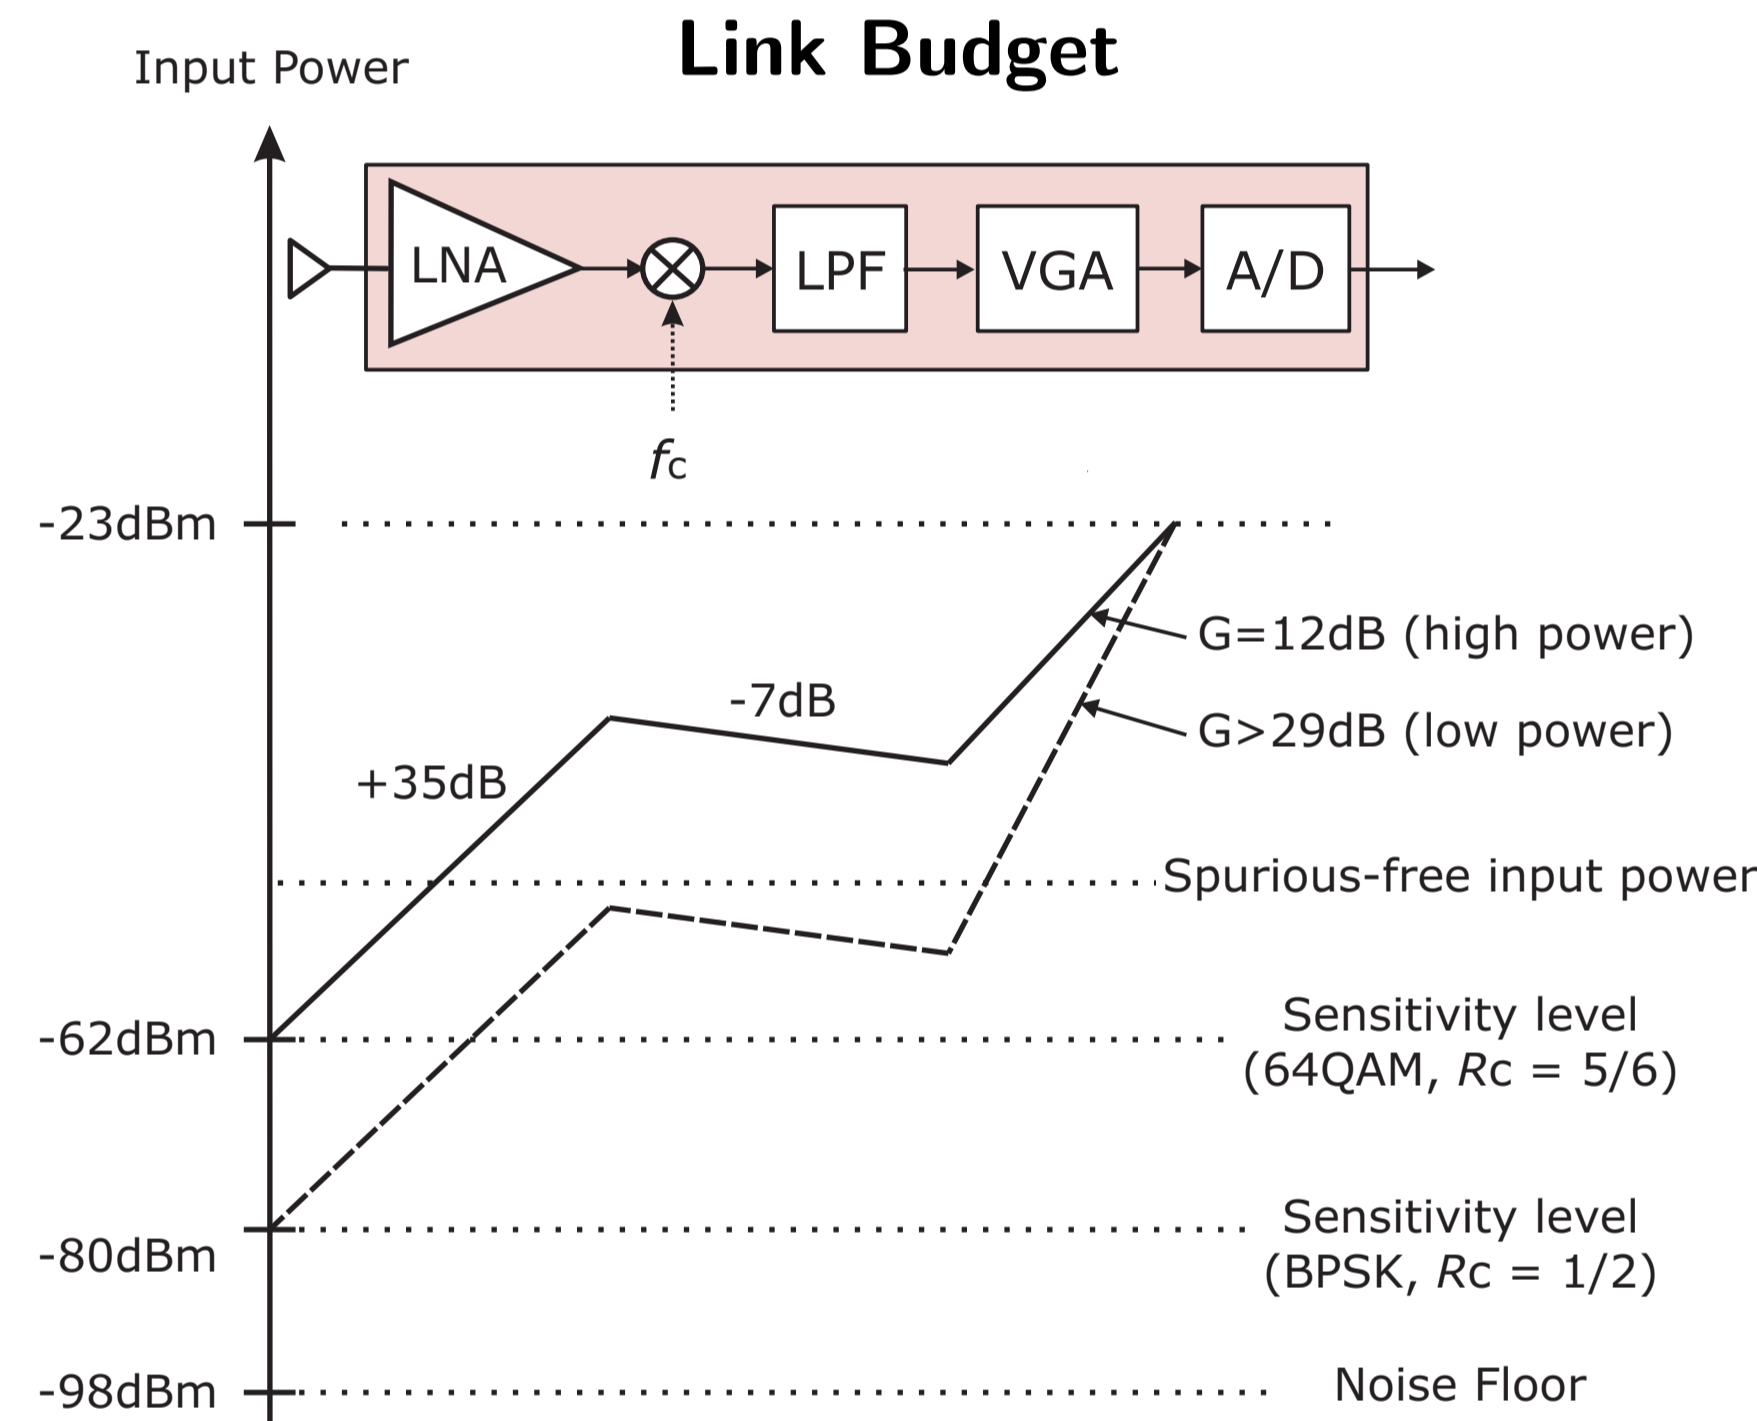 Link Budget
Input Power
LNA
LPF
VGA
A/D
fc
-23dBm
G=12dB (high power)
-7dB
G>29dB (low power)
+35dB
Spurious-free input power
Sensitivity level
-62dBm
(64QAM, Rc = 5/6)
Sensitivity level
-80dBm
(BPSK, Rc = 1/2)
-98dBm
Noise Floor